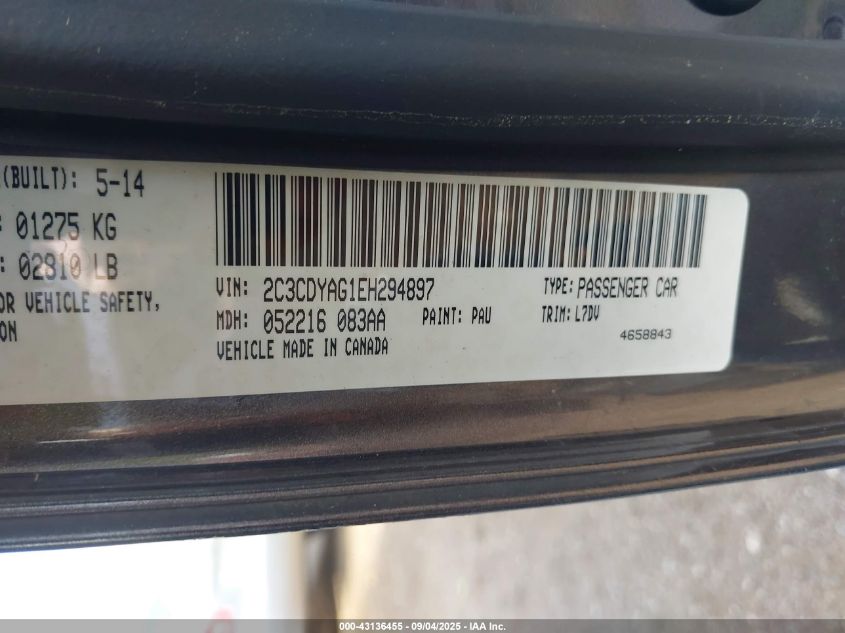 (BUILT): 5-14
: 01275 KG
: 02810 LB
OR VEHICLE SAFETY,
ON
VIN: 2C3CDYAG1EH294897
TYPE: PASSENGER CAR
MDH: 052216 083AA
PAINT: PAU
TRIM: L7DV
VEHICLE MADE IN CANADA
4658843
000-43136455 - 09/04/2025 - IAA Inc.